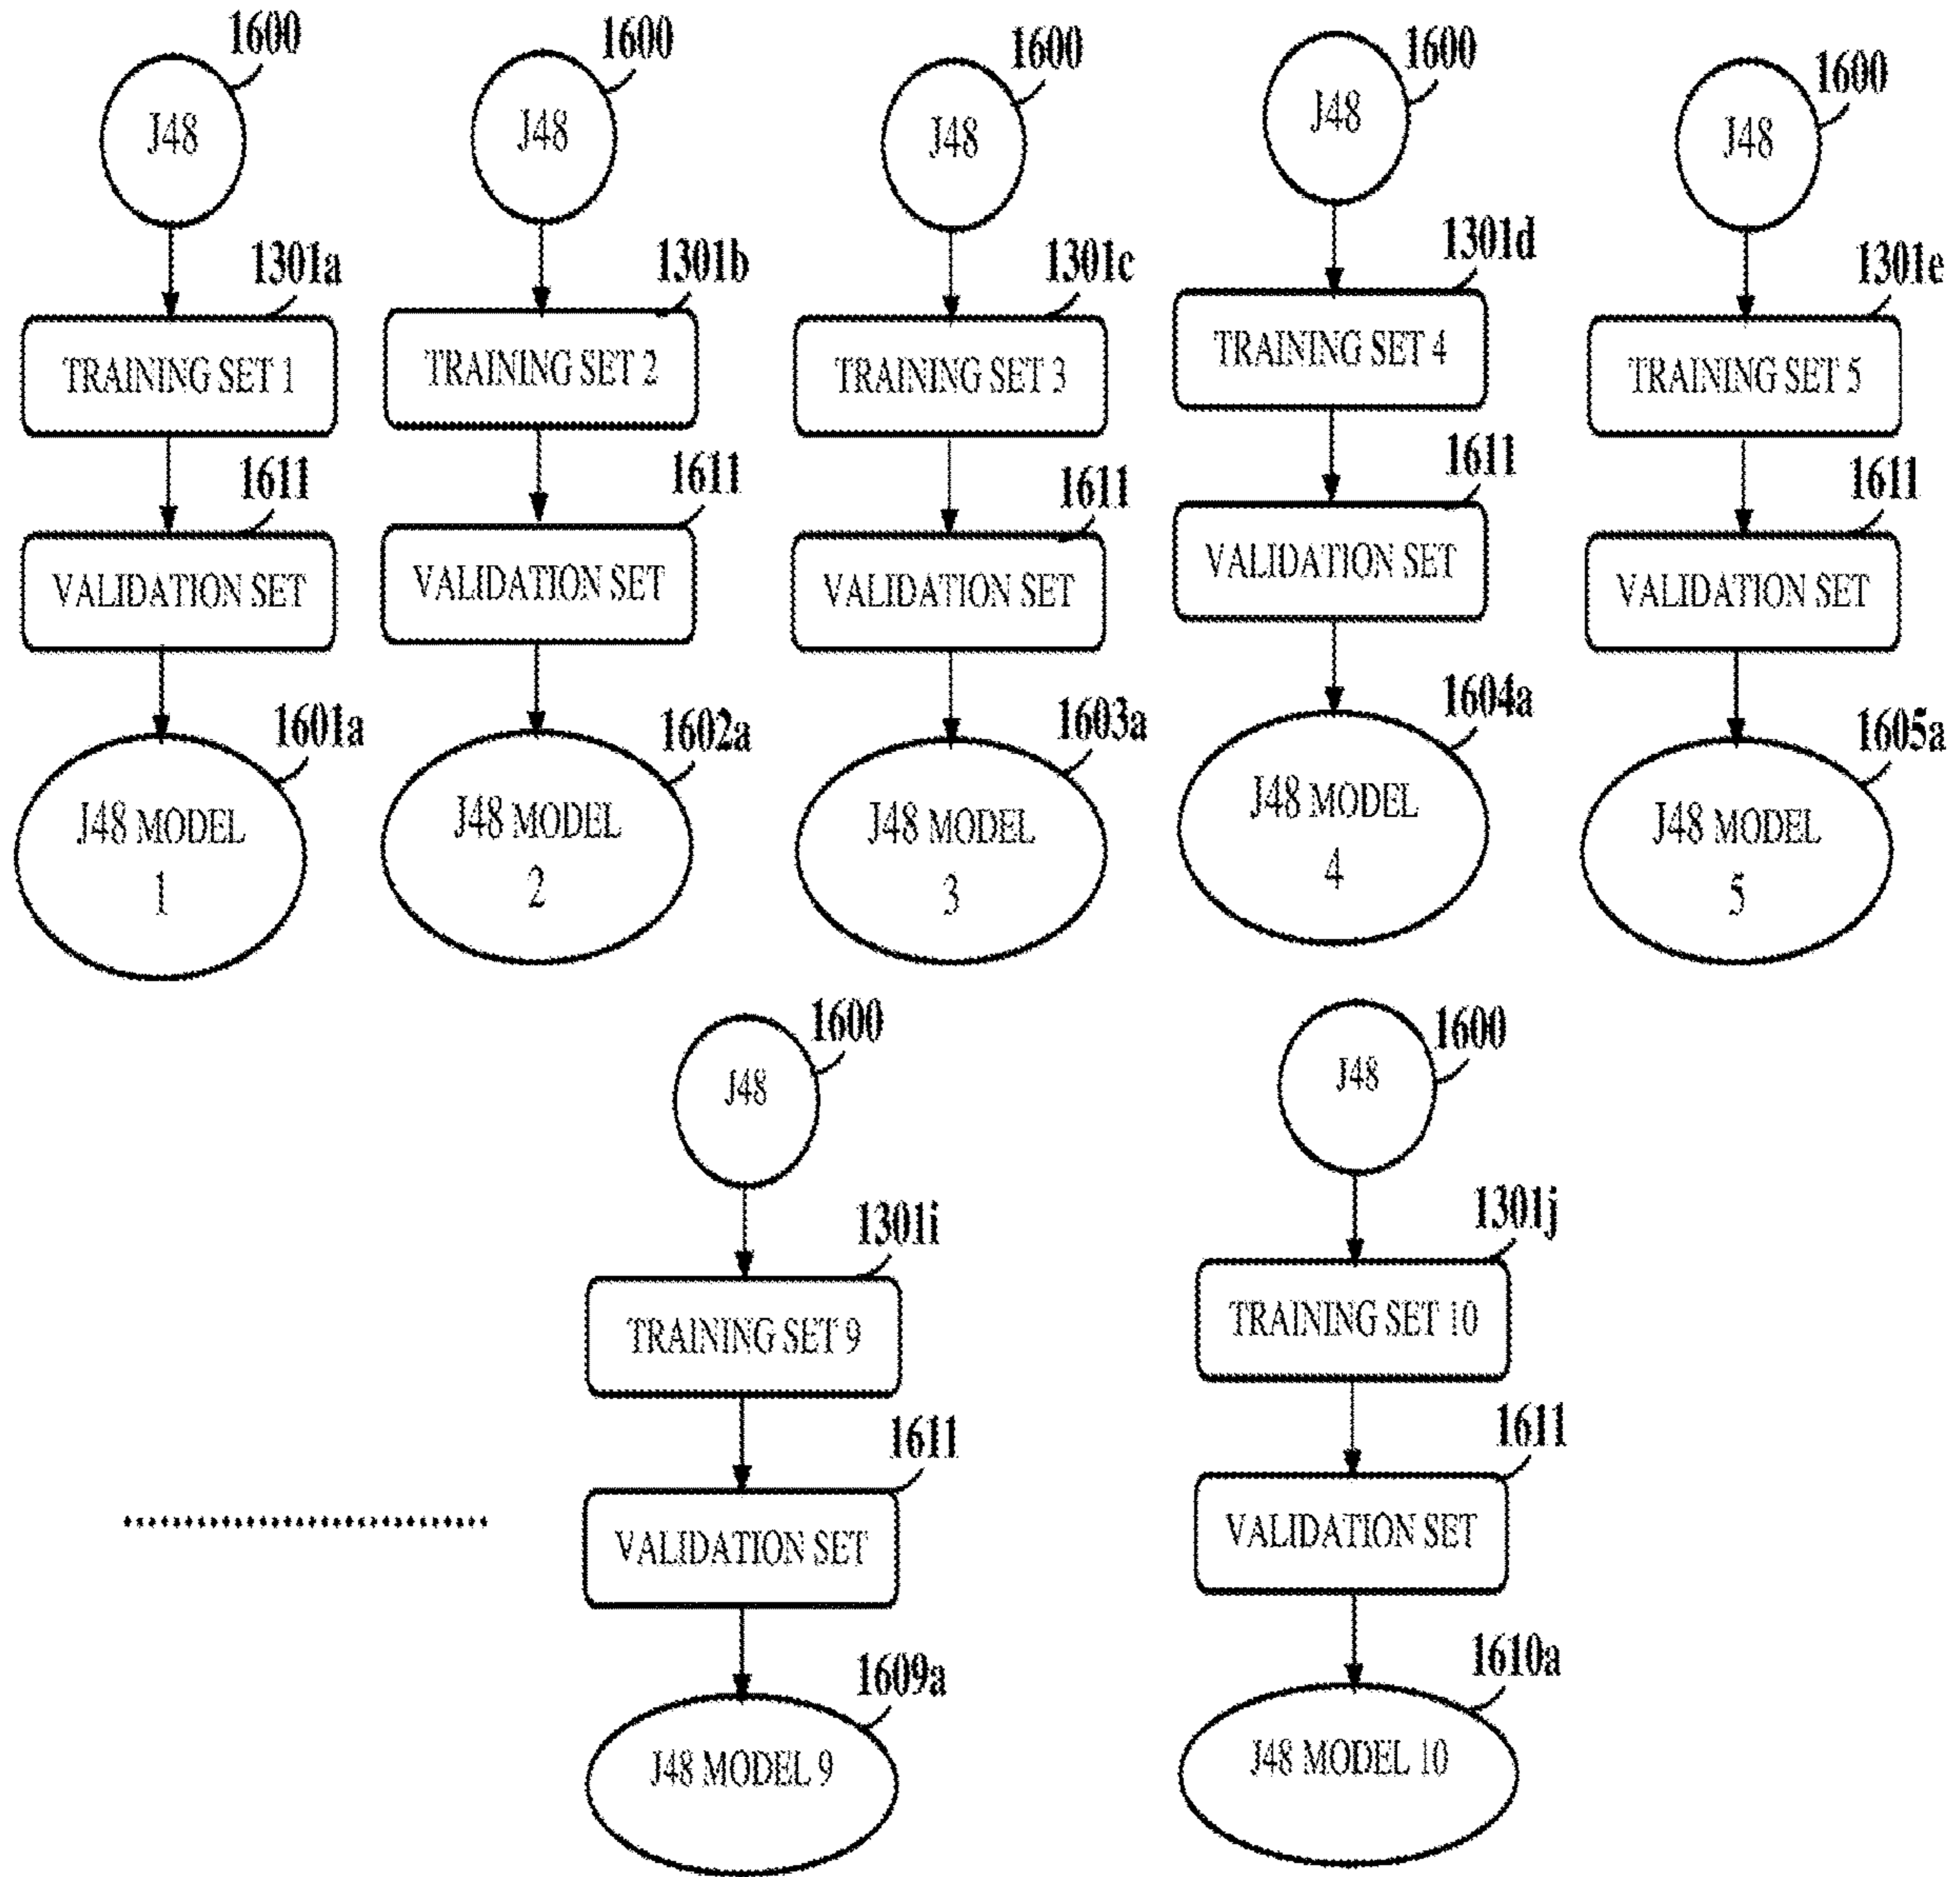 1600
J48
1301a
TRAINING SET 1
1611
VALIDATION SET
1601a
J48 MODEL
1
1600
J48
1301b
TRAINING SET 2
1611
VALIDATION SET
1602a
J48 MODEL
2
1600
J48
1301c
TRAINING SET 3
1611
VALIDATION SET
1603a
J48 MODEL
3
1600
J48
1301d
TRAINING SET 4
1611
VALIDATION SET
1604a
J48 MODEL
4
1600
J48
1301e
TRAINING SET 5
1611
VALIDATION SET
1605a
J48 MODEL
5
1600
J48
1301i
TRAINING SET 9
1611
VALIDATION SET
1609a
J48 MODEL 9
1600
J48
1301j
TRAINING SET 10
1611
VALIDATION SET
1610a
J48 MODEL 10